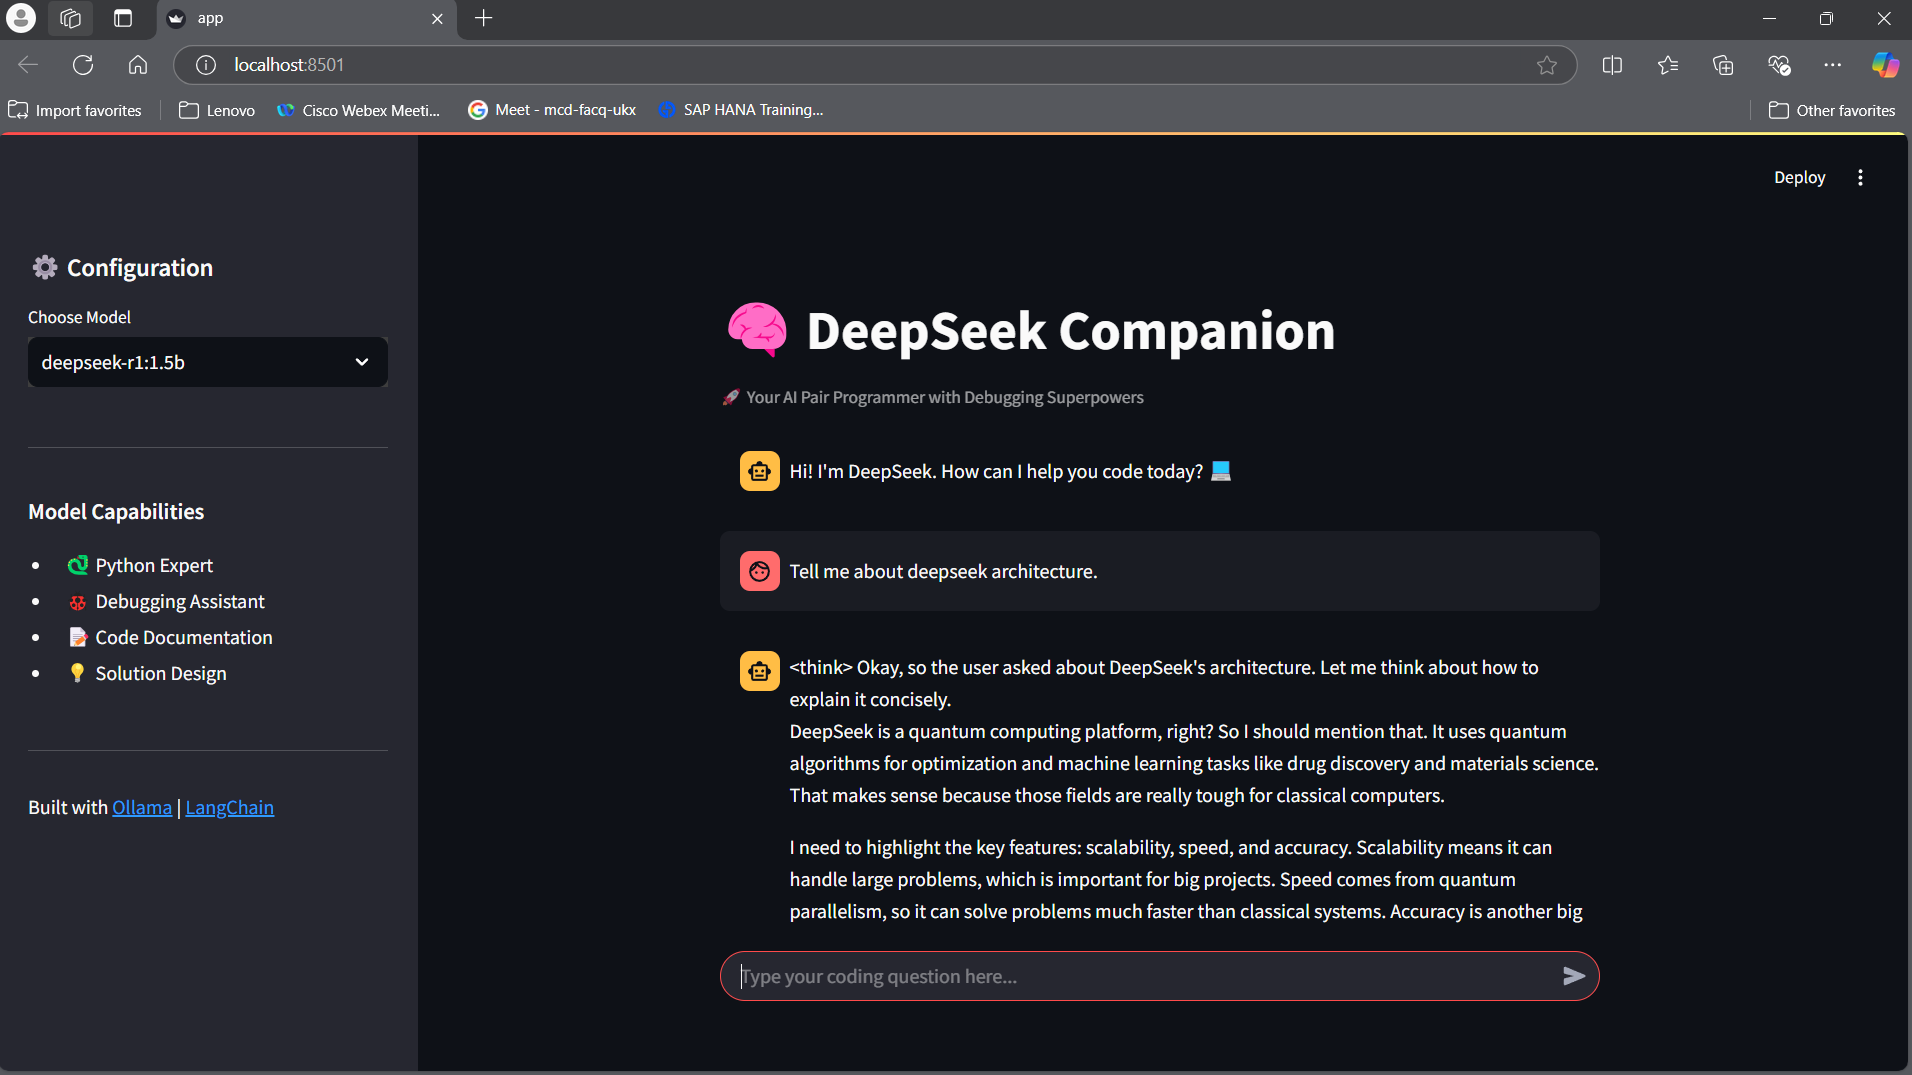 app
localhost:8501
Import favorites
Lenovo
Cisco Webex Meeti...
Meet - mcd-facq-ukx
SAP HANA Training...
Other favorites
Deploy
Configuration
Choose Model
deepseek-r1:1.5b
Model Capabilities
Python Expert
Debugging Assistant
Code Documentation
Solution Design
Built with Ollama | LangChain
DeepSeek Companion
Your AI Pair Programmer with Debugging Superpowers
Hi! I'm DeepSeek. How can I help you code today?
Tell me about deepseek architecture.
<think> Okay, so the user asked about DeepSeek's architecture. Let me think about how to
explain it concisely.
DeepSeek is a quantum computing platform, right? So I should mention that. It uses quantum
algorithms for optimization and machine learning tasks like drug discovery and materials science.
That makes sense because those fields are really tough for classical computers.
I need to highlight the key features: scalability, speed, and accuracy. Scalability means it can
handle large problems, which is important for big projects. Speed comes from quantum
parallelism, so it can solve problems much faster than classical systems. Accuracy is another big
Type your coding question here...